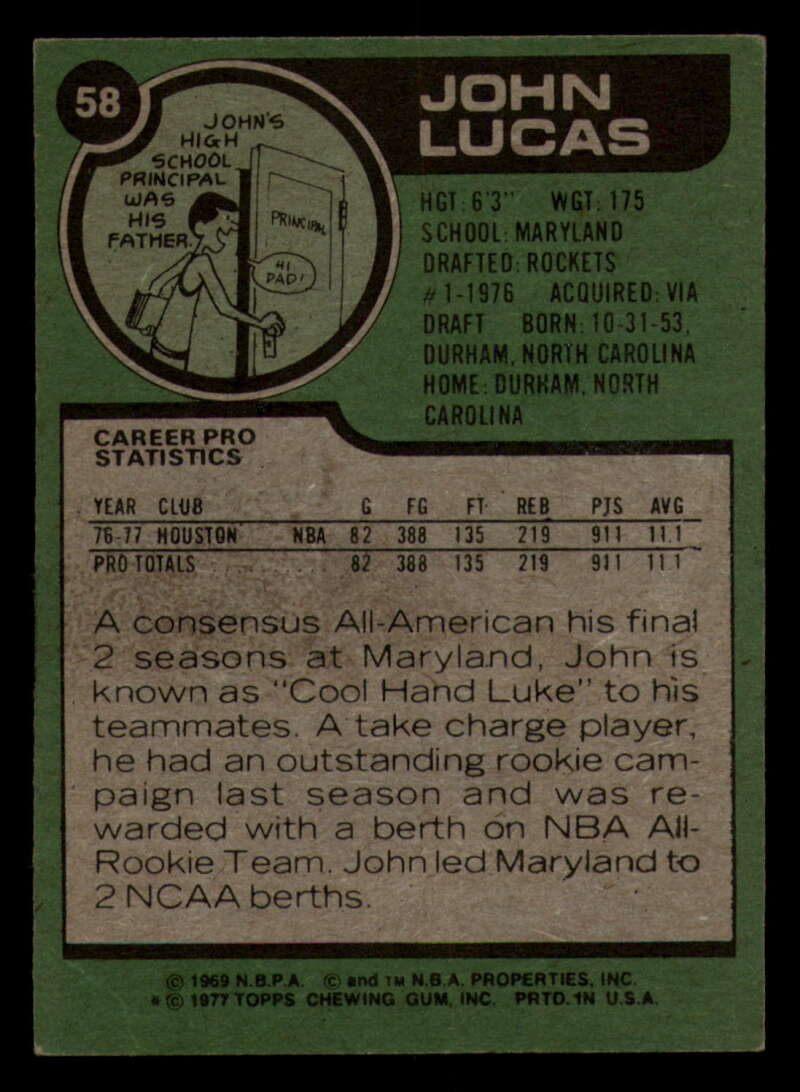 58
JOHN
LUCAS
JOHN'S
HIGH
SCHOOL
PRINCIPAL
WAS
HIS
FATHER.
PRINCIPAL
HI
PAD!
HGT: 6'3" WGT: 175
SCHOOL: MARYLAND
DRAFTED: ROCKETS
#1-1976 ACQUIRED: VIA
DRAFT BORN: 10-31-53,
DURHAM, NORTH CAROLINA
HOME: DURHAM, NORTH
CAROLINA
CAREER PRO
STATISTICS
YEAR CLUB G FG FT REB PTS AVG
76-77 HOUSTON NBA 82 388 135 219 911 11.1
PRO TOTALS 82 388 135 219 911 11.1
A consensus All-American his final
2 seasons at Maryland, John is
known as "Cool Hand Luke" to his
teammates. A take charge player,
he had an outstanding rookie cam-
paign last season and was re-
warded with a berth on NBA All-
Rookie Team. John led Maryland to
2 NCAA berths.
© 1969 N.B.P.A. © and TM N.B.A. PROPERTIES, INC.
* © 1977 TOPPS CHEWING GUM, INC. PRTD. IN U.S.A.